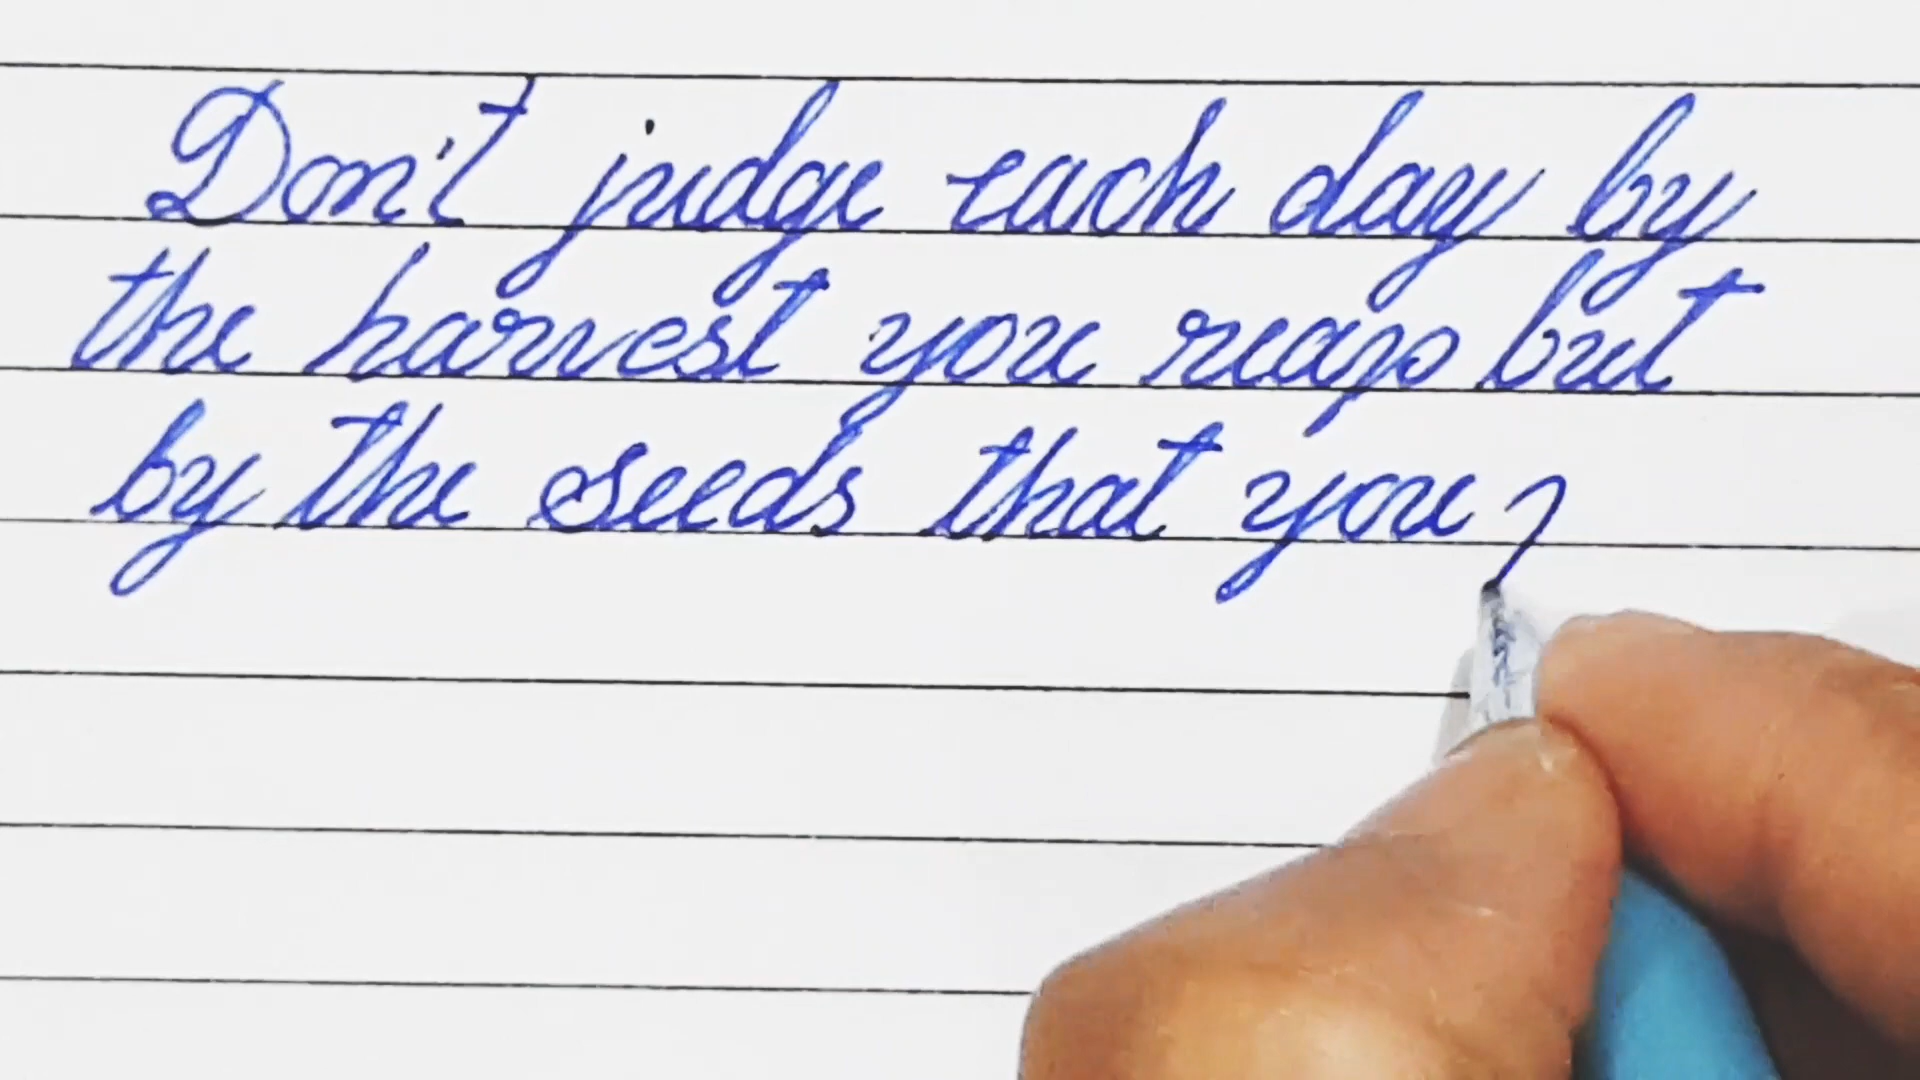 Don't judge each day by
the harvest you reap but
by the seeds that you